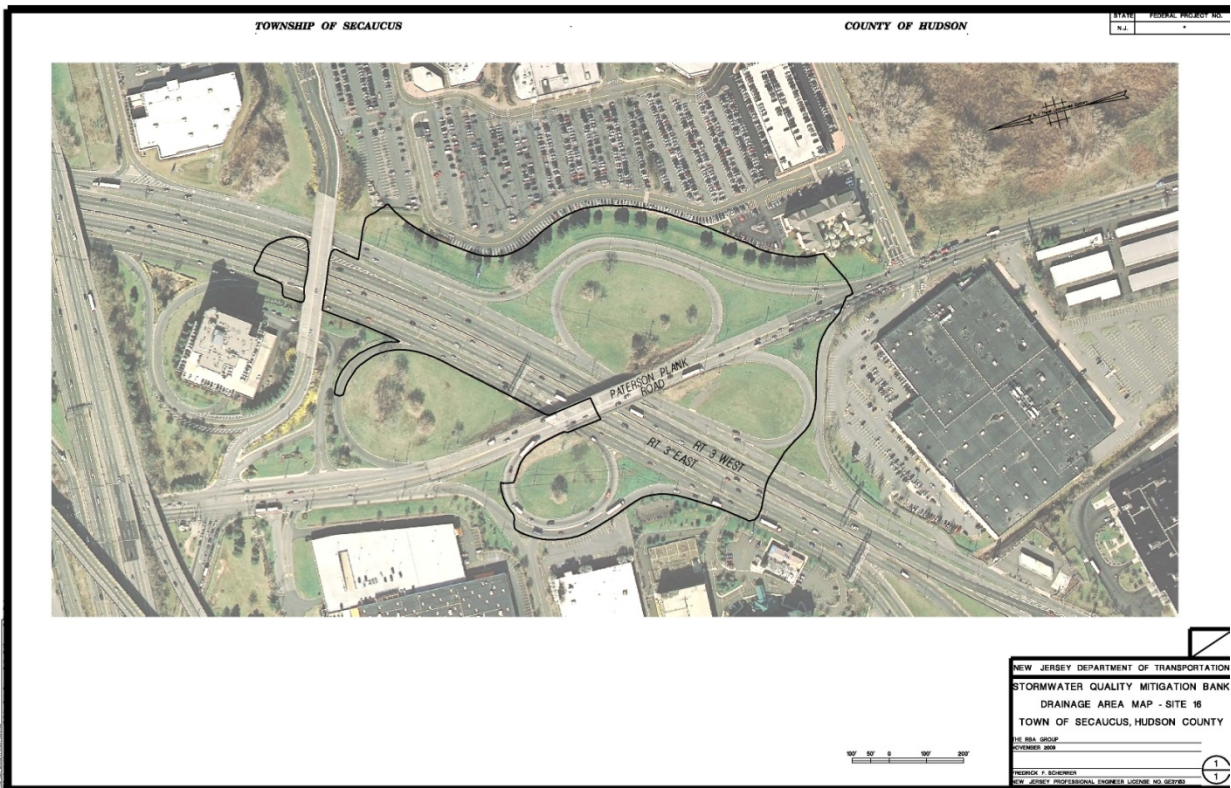 TOWNSHIP OF SECAUCUS
COUNTY OF HUDSON
STATE FEDERAL PROJECT NO.
N.J. *
PATERSON PLANK
ROAD
RT 3 WEST
RT 3 EAST
NEW JERSEY DEPARTMENT OF TRANSPORTATION
STORMWATER QUALITY MITIGATION BANK
DRAINAGE AREA MAP - SITE 16
TOWN OF SECAUCUS, HUDSON COUNTY
THE RBA GROUP
NOVEMBER 2009
100' 50' 0 100' 200'
FREDRICK F. SCHERRER
NEW JERSEY PROFESSIONAL ENGINEER LICENSE NO.
1
1